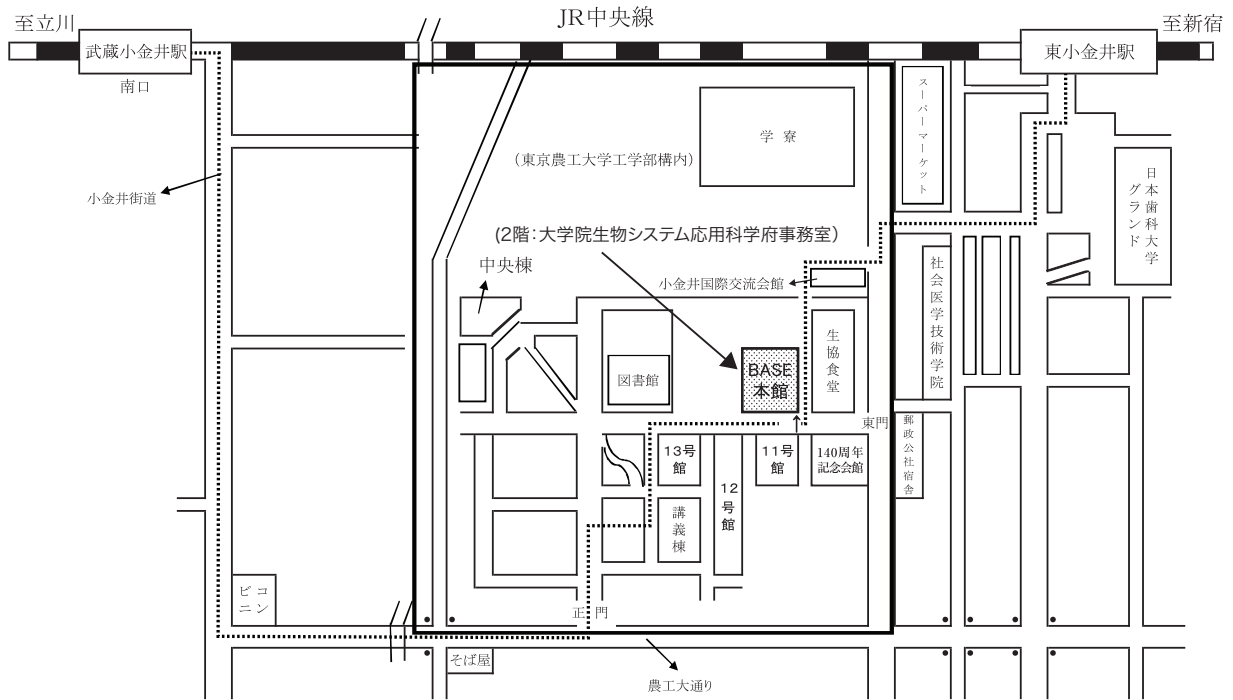 至立川
JR中央線
至新宿
武蔵小金井駅
東小金井駅
南口
スーパーマーケット
学寮
(東京農工大学工学部構内)
小金井街道
日本歯科大学
グランド
(2階:大学院生物システム応用科学府事務室)
中央棟
小金井国際交流会館
社会医学技術学院
生協食堂
図書館
BASE
本館
東門
郵政公社宿舎
13号
館
11号
館
140周年
記念会館
12
号
館
講義棟
コンビニ
正門
そば屋
農工大通り